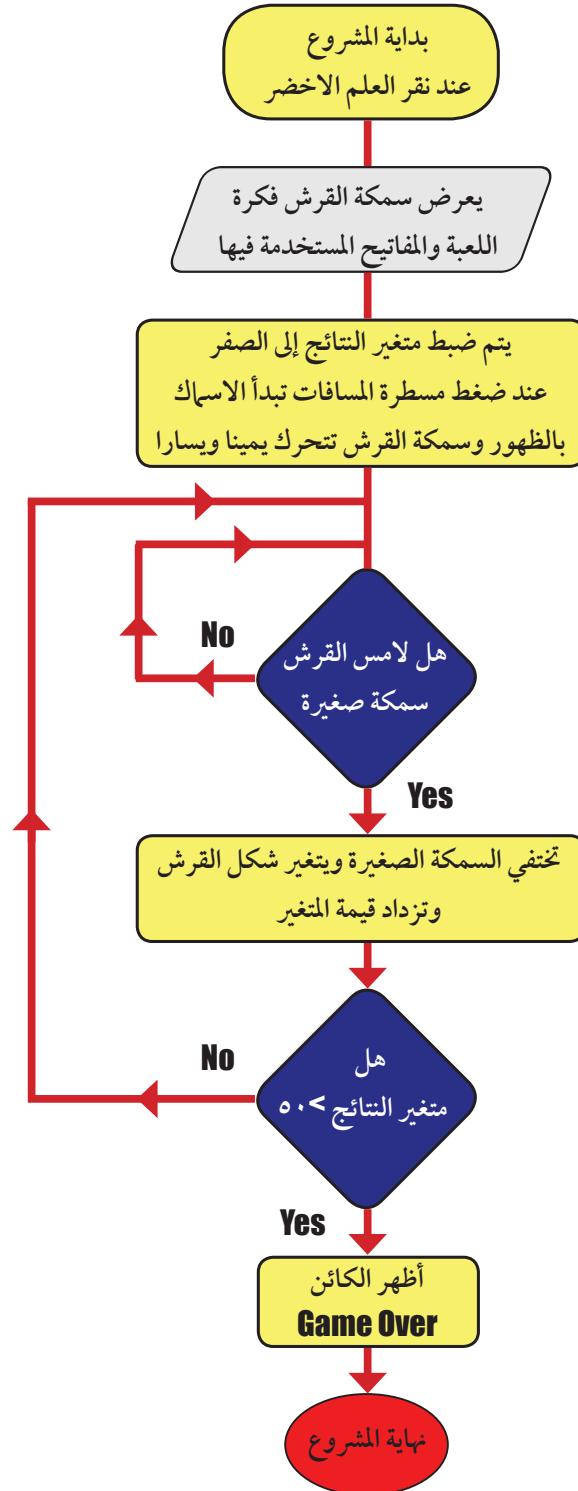 بداية المشروع
عند نقر العلم الاخضر
يعرض سمكة القرش فكرة
اللعبة والمفاتيح المستخدمة فيها
يتم ضبط متغير النتائج إلى الصفر
عند ضغط مسطرة المسافات تبدأ الاسماك
بالظهور وسمكة القرش تتحرك يمينا ويسارا
No
هل لامس القرش
سمكة صغيرة
Yes
تختفي السمكة الصغيرة ويتغير شكل القرش
وتزداد قيمة المتغير
No
هل
متغير النتائج >٥٠
Yes
أظهر الكائن
Game Over
نهاية المشروع